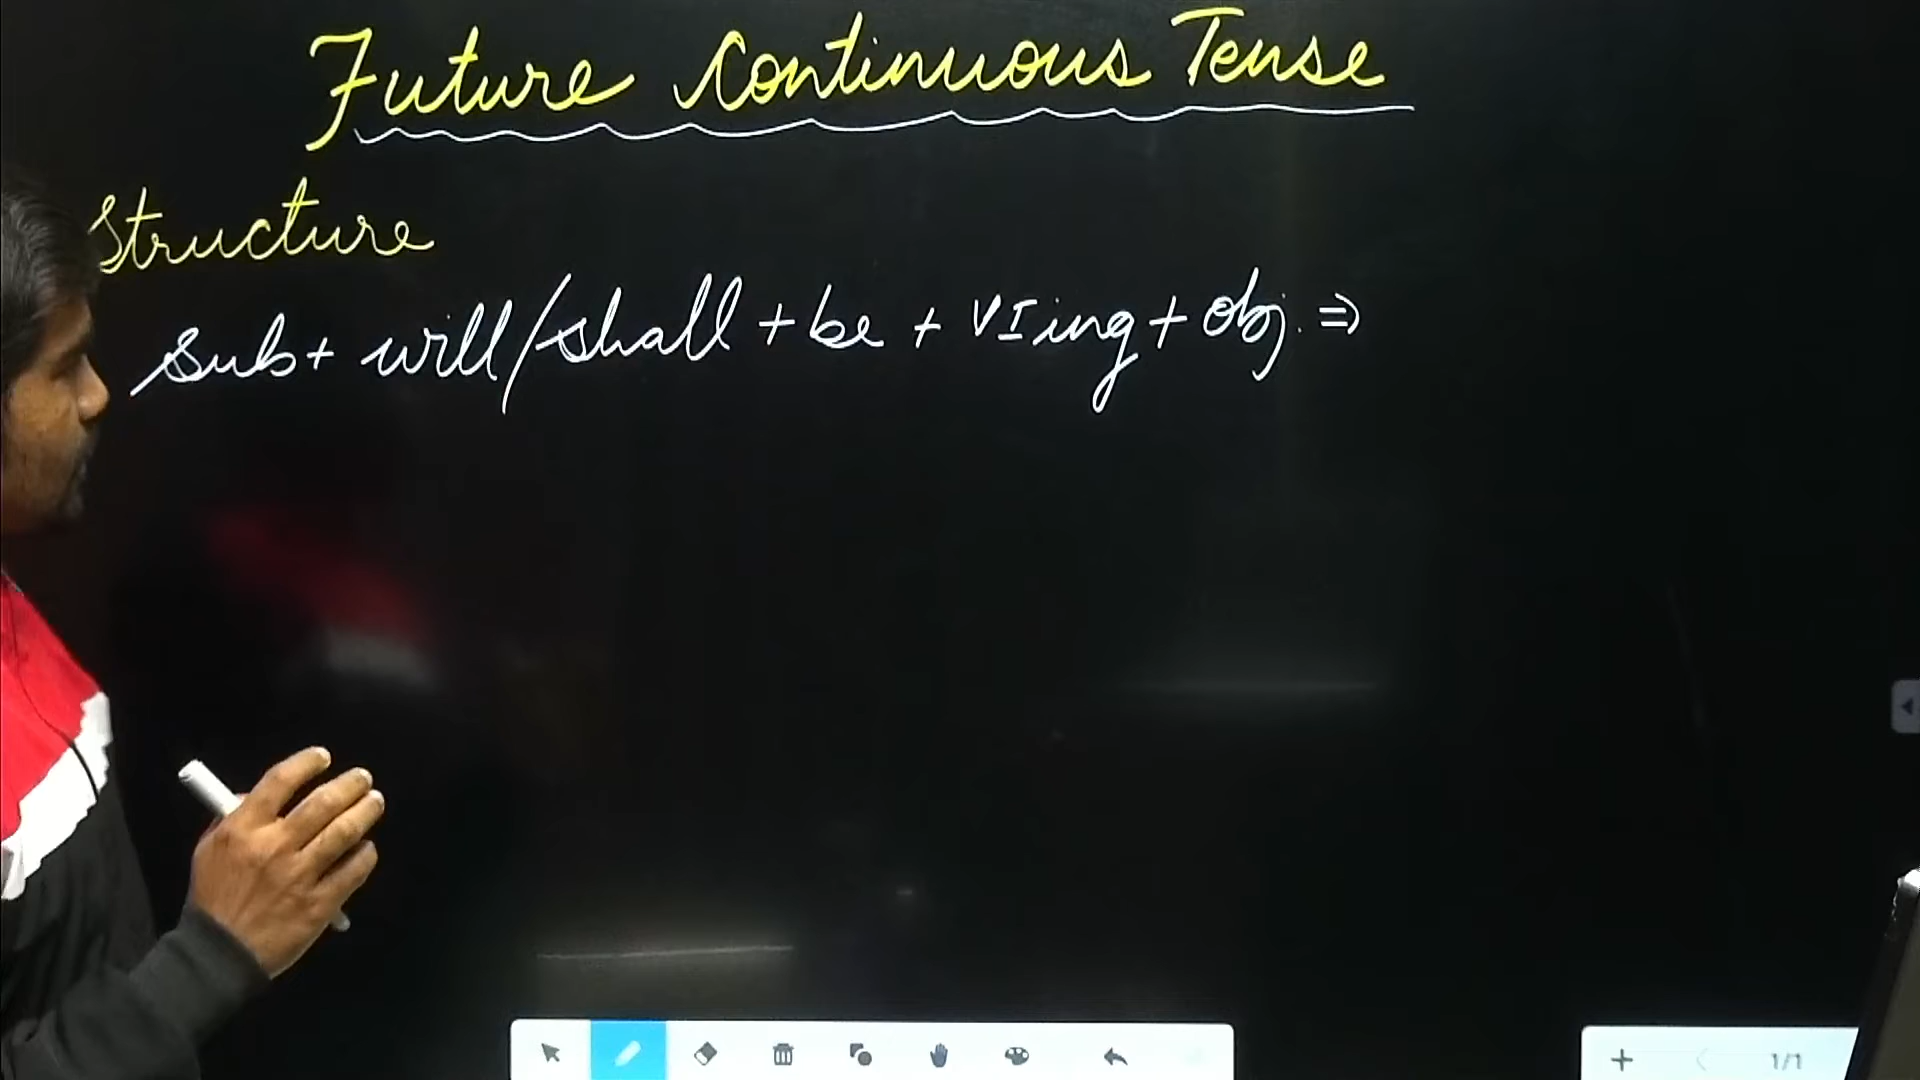 Future Continuous Tense
Structure
Sub + will/shall + be + VIing + obj. ⇒
1/1